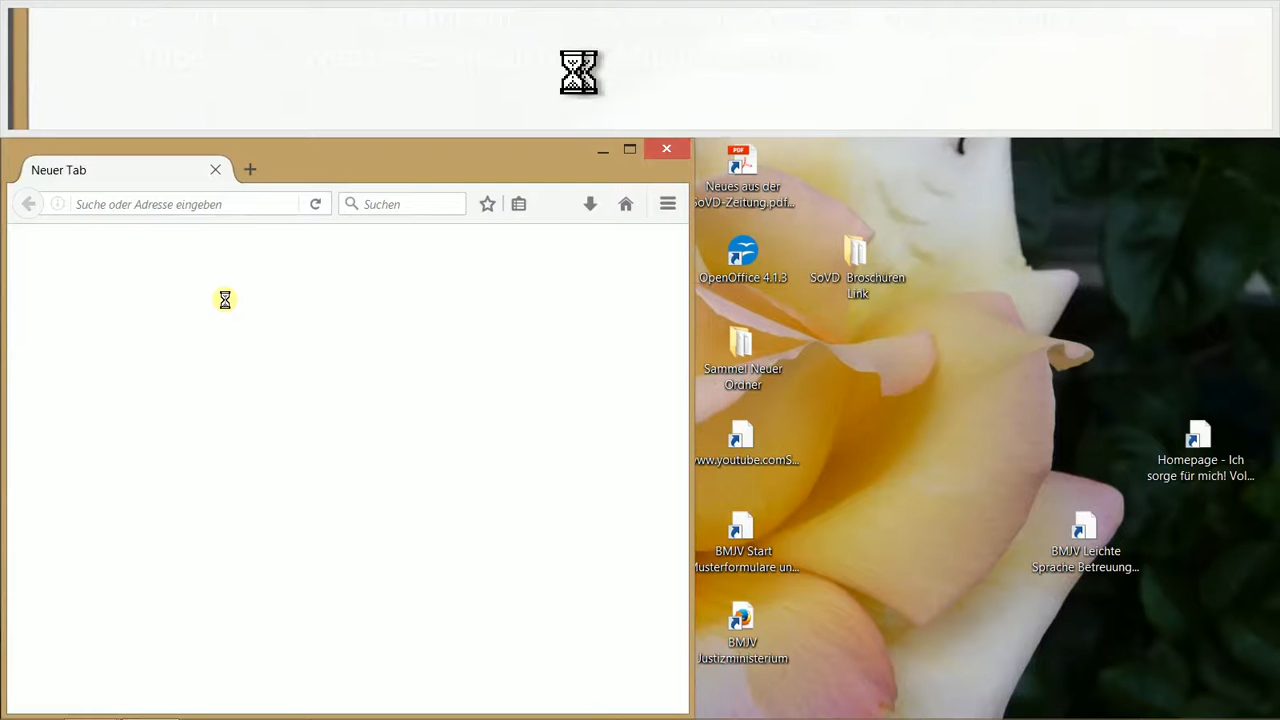 Neuer Tab
Suche oder Adresse eingeben
Suchen
PDF
Neues aus der
SoVD-Zeitung.pdf...
OpenOffice 4.1.3
SoVD Broschüren
Link
Sammel Neuer
Ordner
www.youtube.comS...
Homepage - Ich
sorge für mich! Vol...
BMJV Start
Musterformulare un...
BMJV Leichte
Sprache Betreuung...
BMJV
Justizministerium